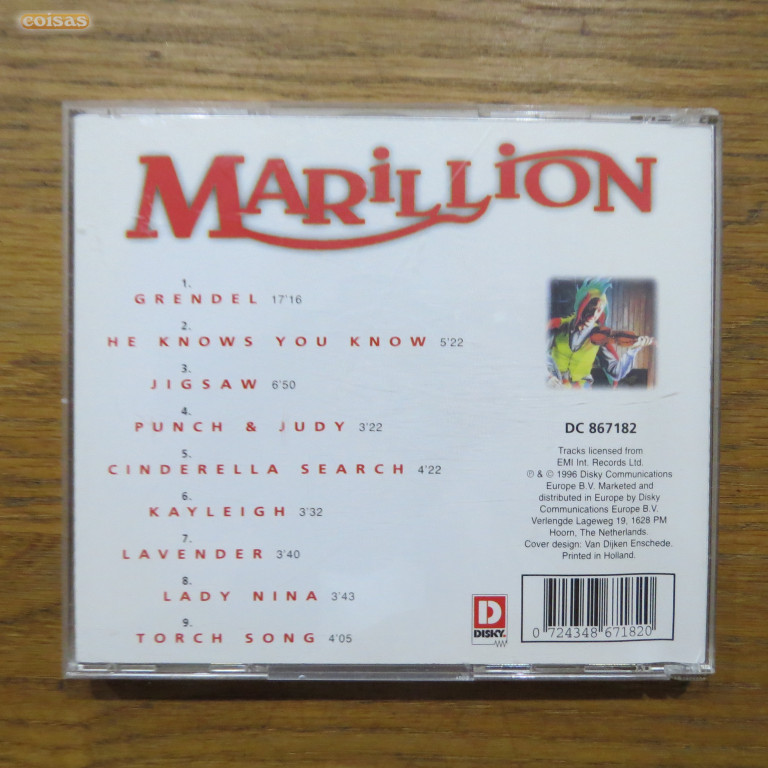 coisas
MARiLLiON
1.
GRENDEL 17'16
2.
HE KNOWS YOU KNOW 5'22
3.
JIGSAW 6'50
4.
PUNCH & JUDY 3'22
5.
CINDERELLA SEARCH 4'22
6.
KAYLEIGH 3'32
7.
LAVENDER 3'40
8.
LADY NINA 3'43
9.
TORCH SONG 4'05
DC 867182
Tracks licensed from
EMI Int. Records Ltd.
℗ & © 1996 Disky Communications
Europe B.V. Marketed and
distributed in Europe by Disky
Communications Europe B.V.
Verlengde Lageweg 19, 1628 PM
Hoorn, The Netherlands.
Cover design: Van Dijken Enschede.
Printed in Holland.
D
DISKY.
0 724348 671820